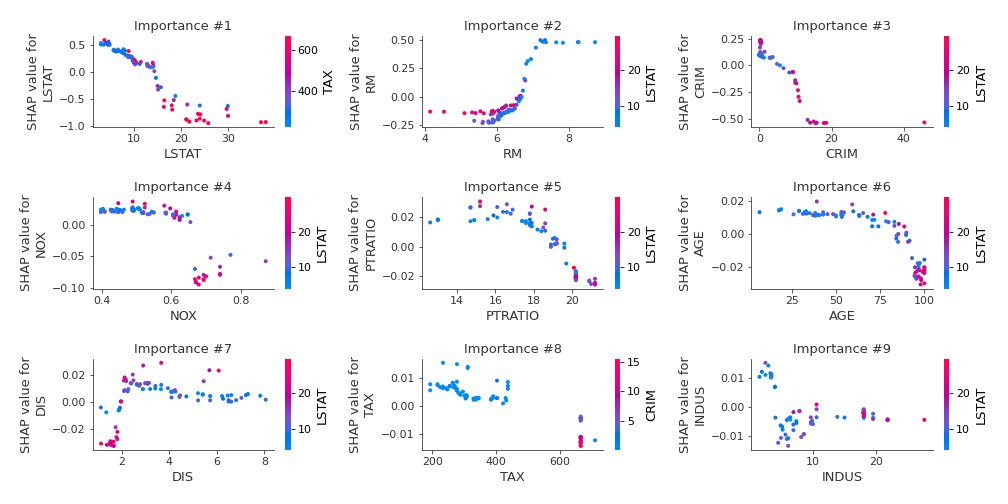 Importance #1
SHAP value for
LSTAT
0.5
0.0
−0.5
−1.0
10 20 30
LSTAT
600
400
TAX
Importance #2
SHAP value for
RM
0.50
0.25
0.00
−0.25
4 6 8
RM
20
10
LSTAT
Importance #3
SHAP value for
CRIM
0.25
0.00
−0.25
−0.50
0 20 40
CRIM
20
10
LSTAT
Importance #4
SHAP value for
NOX
0.00
−0.05
−0.10
0.4 0.6 0.8
NOX
20
10
LSTAT
Importance #5
SHAP value for
PTRATIO
0.02
0.00
−0.02
14 16 18 20
PTRATIO
20
10
LSTAT
Importance #6
SHAP value for
AGE
0.02
0.00
−0.02
25 50 75 100
AGE
20
10
LSTAT
Importance #7
SHAP value for
DIS
0.02
0.00
−0.02
2 4 6 8
DIS
20
10
LSTAT
Importance #8
SHAP value for
TAX
0.01
0.00
−0.01
200 400 600
TAX
15
10
5
CRIM
Importance #9
SHAP value for
INDUS
0.01
0.00
−0.01
10 20
INDUS
20
10
LSTAT